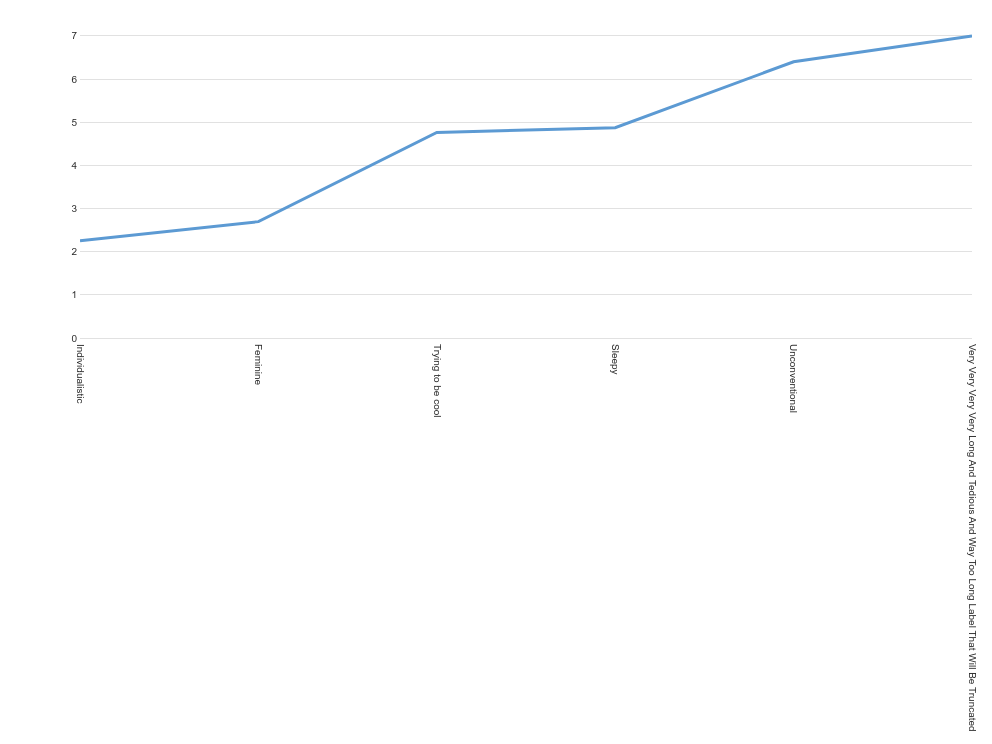 7
6
5
4
3
2
1
0
Individualistic
Feminine
Trying to be cool
Sleepy
Unconventional
Very Very Very Very Long And Tedious And Way Too Long Label That Will Be Truncated